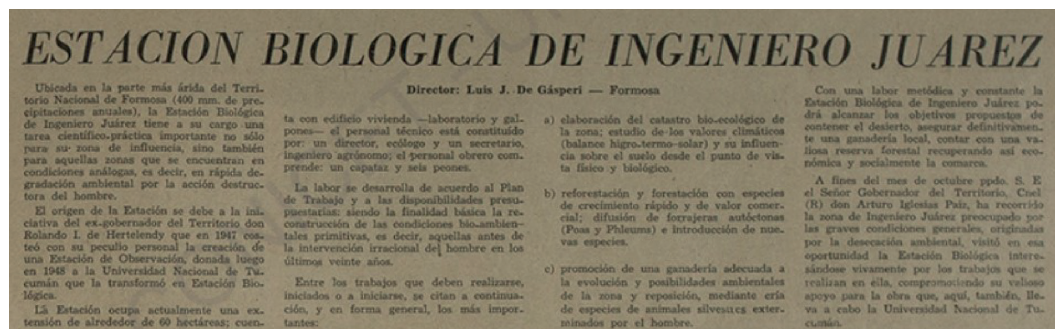 ESTACION BIOLOGICA DE INGENIERO JUAREZ
Director: Luis J. De Gásperi — Formosa
Ubicada en la parte más árida del Terri-
torio Nacional de Formosa (400 mm. de pre-
cipitaciones anuales), la Estación Biológica
de Ingeniero Juárez tiene a su cargo una
tarea científico-práctica importante no sólo
para su zona de influencia, sino también
para aquellas zonas que se encuentran en
condiciones análogas, es decir, en rápida de-
gradación ambiental por la acción destruc-
tora del hombre.
El origen de la Estación se debe a la ini-
ciativa del ex-gobernador del Territorio don
Rolando L. de Hertelendy que en 1947 cos-
teó con su peculio personal la creación de
una Estación de Observación, donada luego
en 1948 a la Universidad Nacional de Tu-
cumán que la transformó en Estación Bio-
lógica.
La Estación ocupa actualmente una ex-
tensión de alrededor de 60 hectáreas; cuen-
ta con edificio vivienda —laboratorio y gal-
pones— el personal técnico está constituído
por: un director, ecólogo y un secretario,
ingeniero agrónomo; el personal obrero com-
prende: un capataz y seis peones.
La labor se desarrolla de acuerdo al Plan
de Trabajo y a las disponibilidades presu-
puestarias; siendo la finalidad básica la re-
construcción de las condiciones bio-ambien-
tales primitivas, es decir, aquellas antes de
la intervención irracional del hombre en los
últimos veinte años.
Entre los trabajos que deben realizarse,
iniciados o a iniciarse, se citan a continua-
ción, y en forma general, los más impor-
tantes:
a) elaboración del catastro bio-ecológico de
la zona; estudio de los valores climáticos
(balance higro-termo-solar) y su influen-
cia sobre el suelo desde el punto de vis-
ta físico y biológico.
b) reforestación y forestación con especies
de crecimiento rápido y de valor comer-
cial; difusión de forrajeras autóctonas
(Poas y Phleums) e introducción de nue-
vas especies.
c) promoción de una ganadería adecuada a
la evolución y posibilidades ambientales
de la zona y reposición, mediante cría
de especies de animales silvestres exter-
minados por el hombre.
Con una labor metódica y constante la
Estación Biológica de Ingeniero Juárez po-
drá alcanzar los objetivos propuestos de
contener el desierto, asegurar definitivamen-
te una ganadería local, contar con una va-
liosa reserva forestal recuperando así eco-
nómica y socialmente la comarca.
A fines del mes de octubre ppdo. S. E
el Señor Gobernador del Territorio, Cnel
(R) don Arturo Iglesias Paiz, ha recorrido
la zona de Ingeniero Juárez preocupado por
las graves condiciones generales, originadas
por la desecación ambiental, visitó en esa
oportunidad la Estación Biológica intere-
sándose vivamente por los trabajos que se
realizan en ella, comprometiendo su valioso
apoyo para la obra que, aquí, también, lle-
va a cabo la Universidad Nacional de Tu-
cumán.